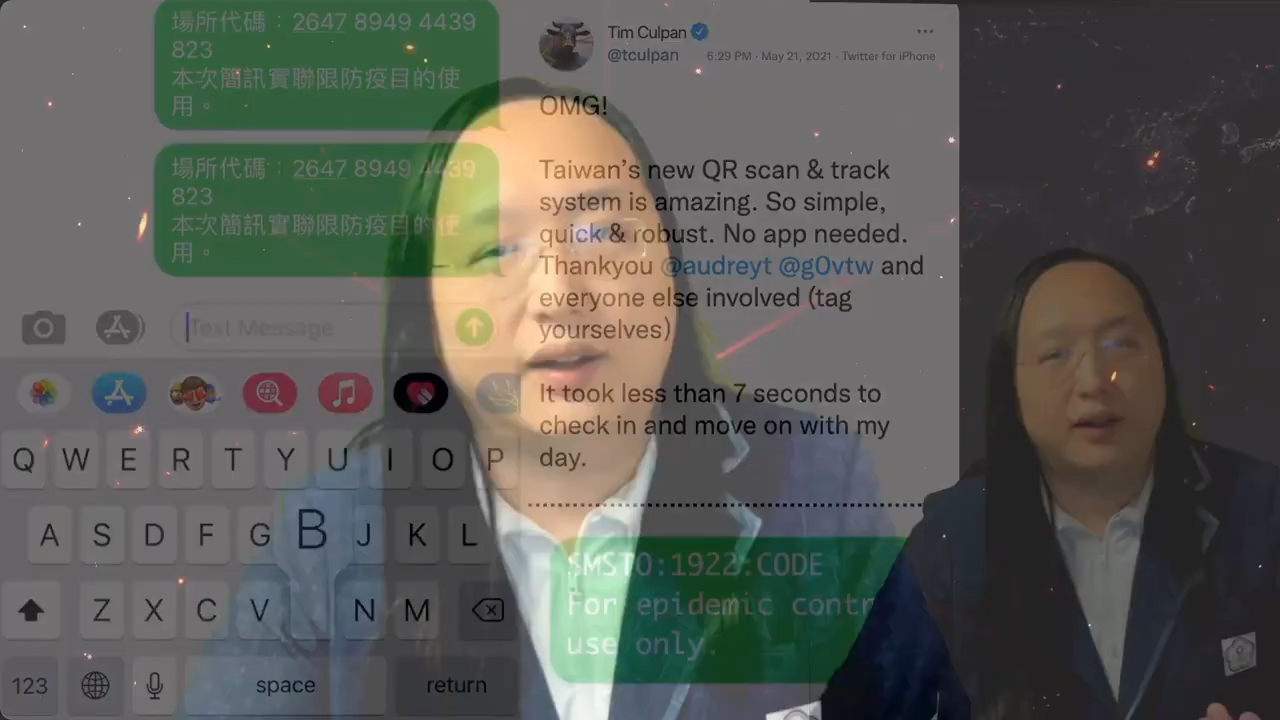 場所代碼：2647 8949 4439
823
本次簡訊實聯限防疫目的使
用。
場所代碼：2647 8949 4439
823
本次簡訊實聯限防疫目的使
用。
Text Message
Q W E R T Y U I O P
A S D F G B J K L
Z X C V N M
123 space return
Tim Culpan
@tculpan 6:29 PM · May 21, 2021 · Twitter for iPhone
OMG!
Taiwan’s new QR scan & track
system is amazing. So simple,
quick & robust. No app needed.
Thankyou @audreyt @g0vtw and
everyone else involved (tag
yourselves)
It took less than 7 seconds to
check in and move on with my
day.
SMSTO:1922:CODE
For epidemic contr
use only.